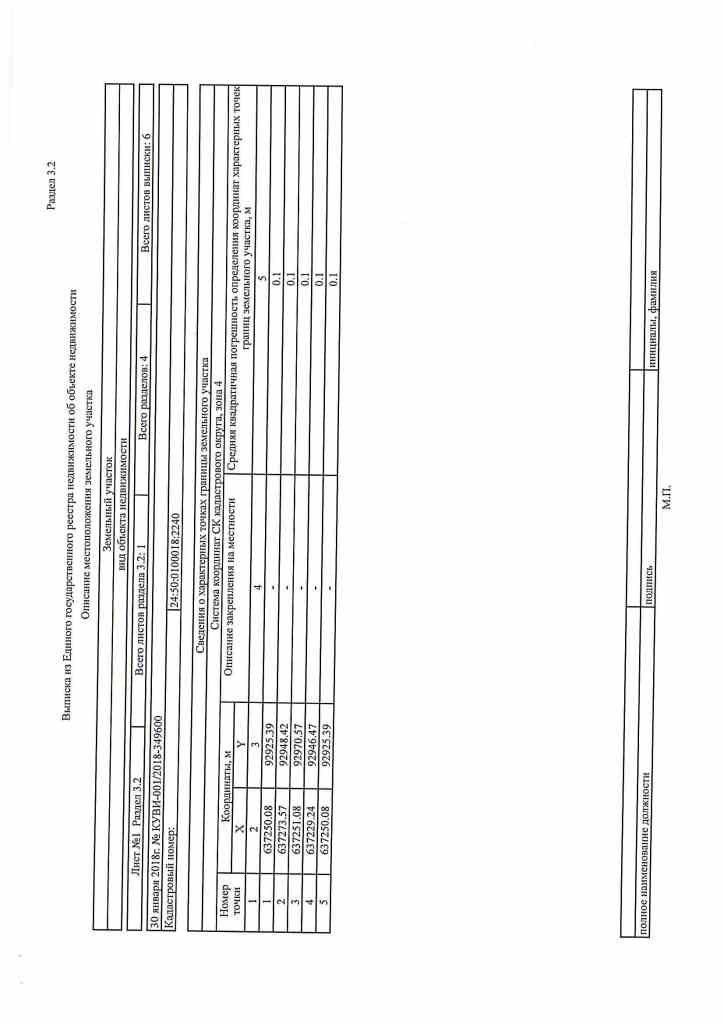 Раздел 3.2
Выписка из Единого государственного реестра недвижимости об объекте недвижимости
Описание местоположения земельного участка
Земельный участок
вид объекта недвижимости
Лист №1 Раздел 3.2 Всего листов раздела 3.2: 1 Всего разделов: 4 Всего листов выписки: 6
30 января 2018г. № КУВИ-001/2018-349600
Кадастровый номер: 24:50:0100018:2240
Сведения о характерных точках границы земельного участка
Система координат СК кадастрового округа, зона 4
Номер точки Координаты, м Описание закрепления на местности Средняя квадратичная погрешность определения координат характерных точек границ земельного участка, м
X Y
1 2 3 4 5
1 637250.08 92925.39 - 0.1
2 637273.57 92948.42 - 0.1
3 637251.08 92970.57 - 0.1
4 637229.24 92946.47 - 0.1
5 637250.08 92925.39 - 0.1
полное наименование должности подпись инициалы, фамилия
М.П.